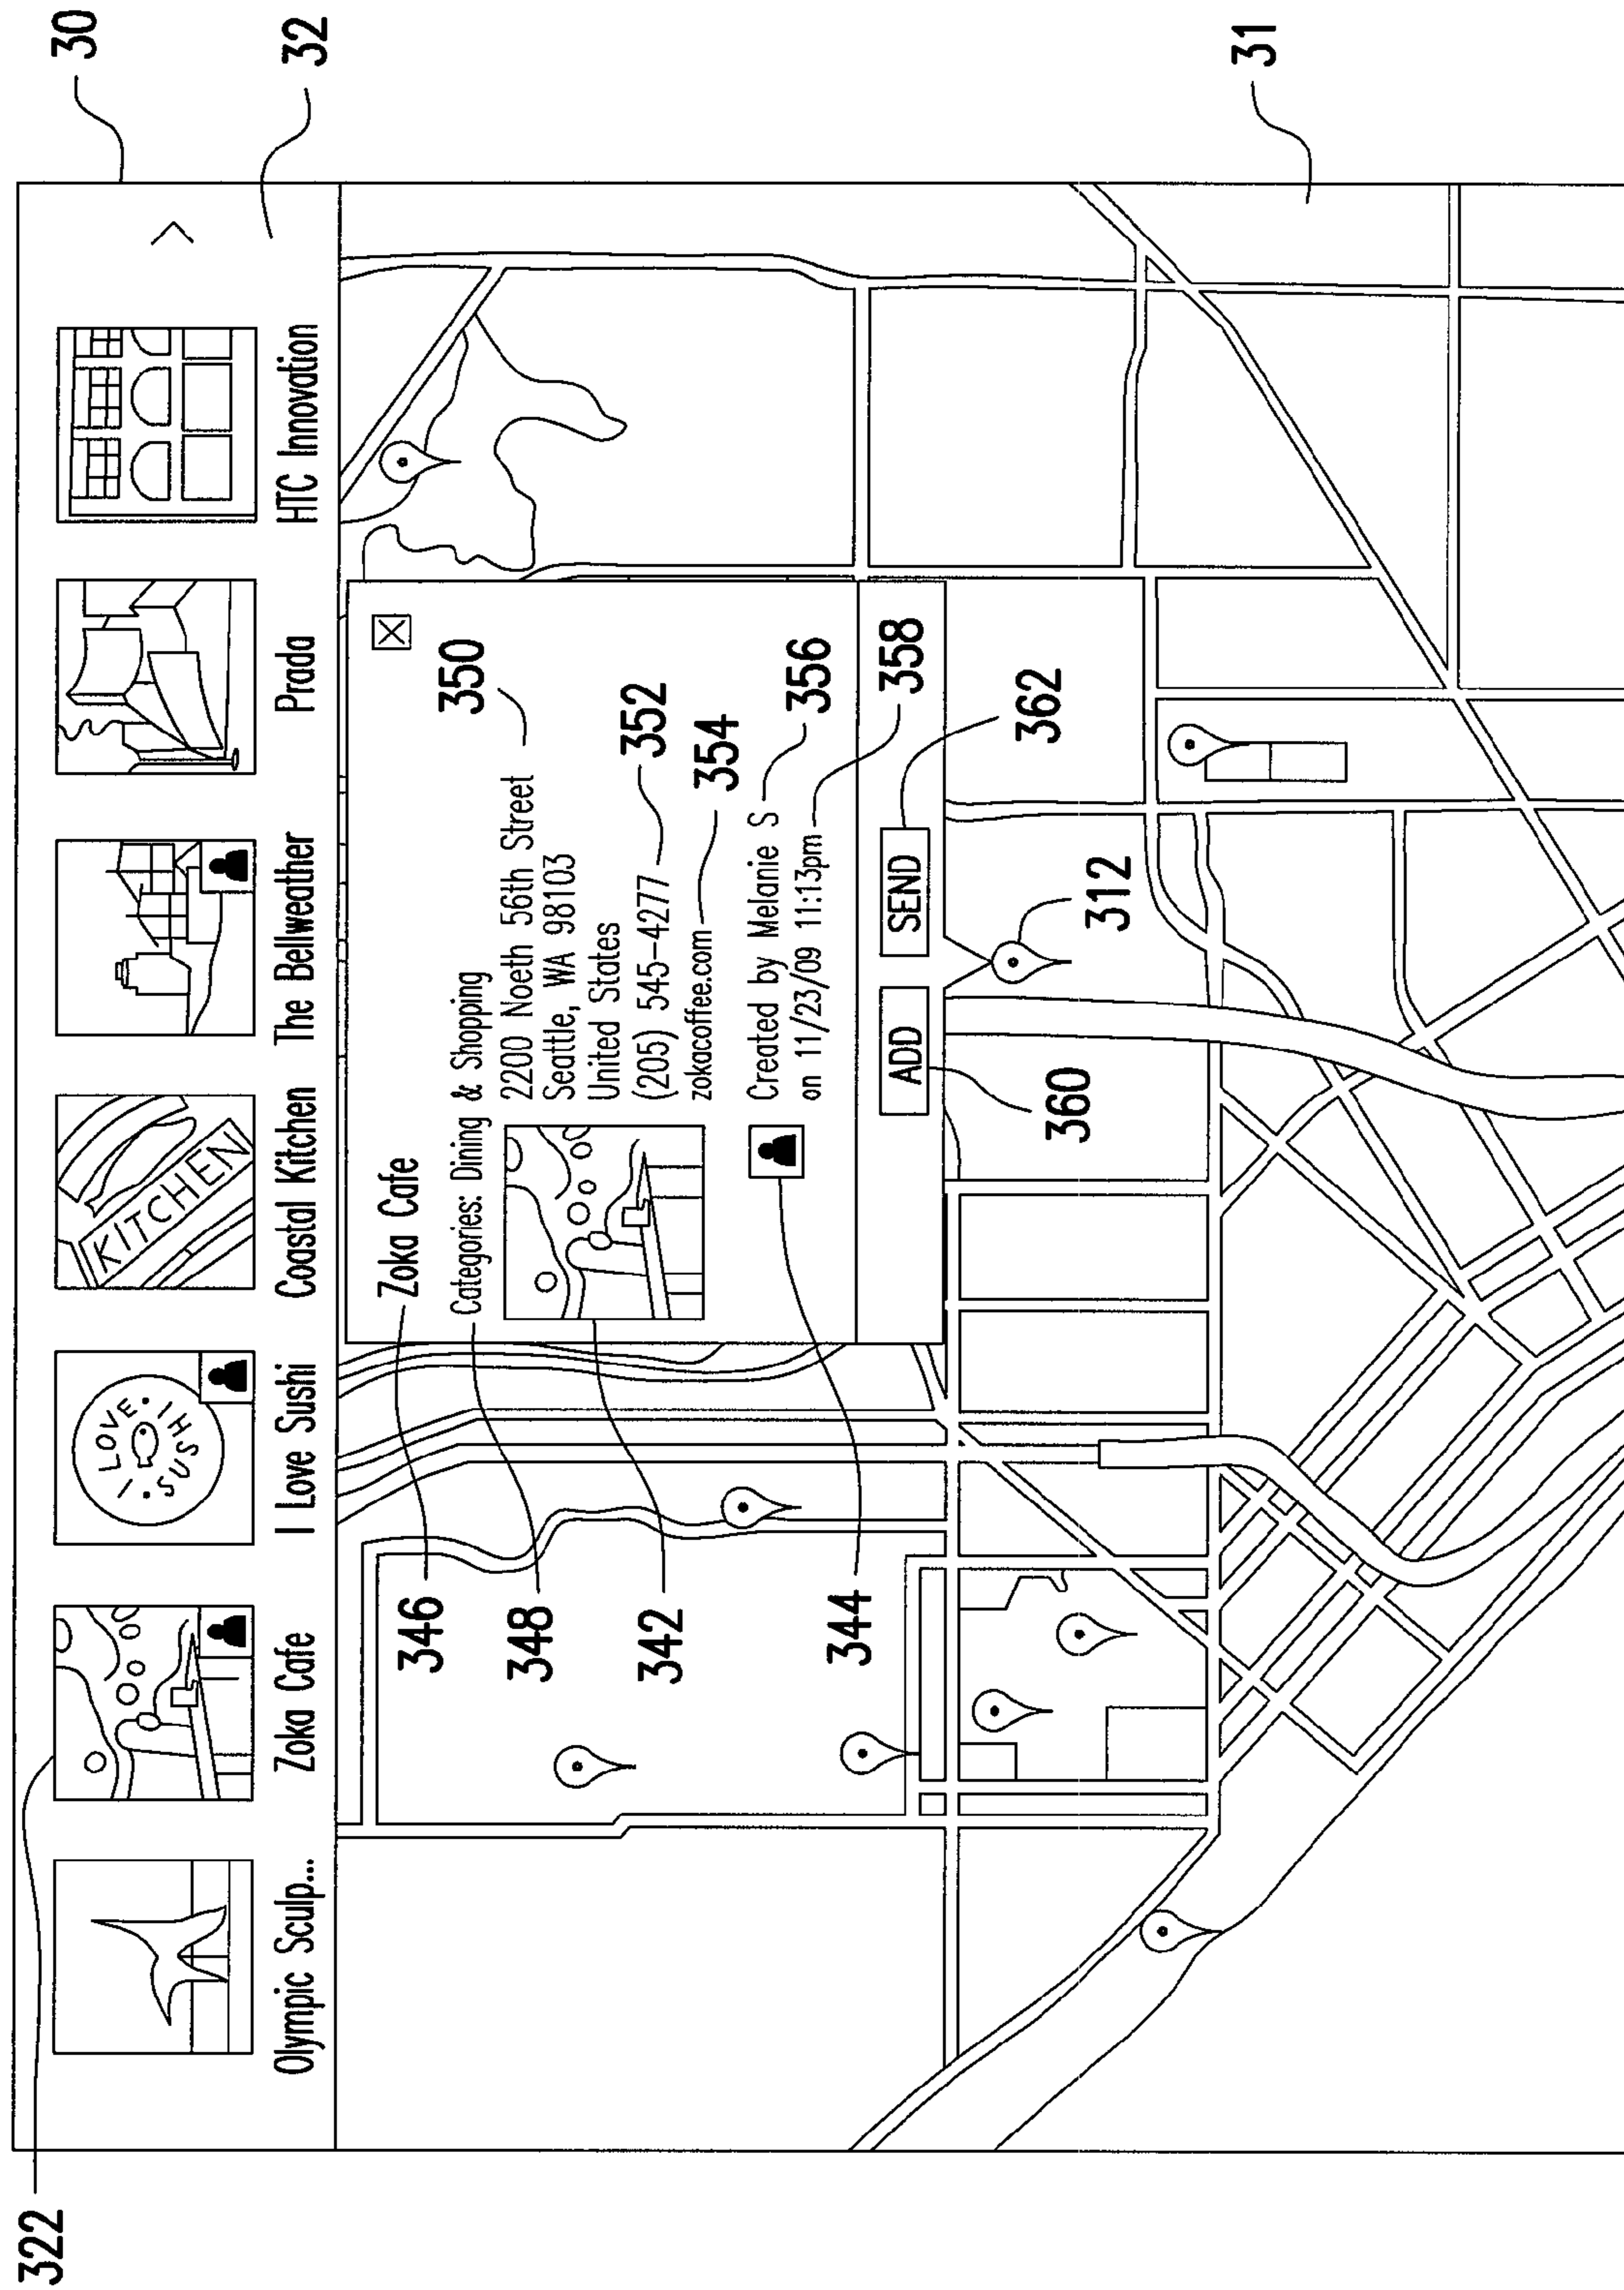 30
32
322
I LOVE
SUSHI
KITCHEN
Olympic Sculp...
Zoka Cafe
I Love Sushi
Coastal Kitchen
The Bellweather
Prada
HTC Innovation
346
Zoka Cafe
348
Categories: Dining & Shopping
350
2200 Noeth 56th Street
Seattle, WA 98103
United States
342
(205) 545-4277
352
zokacoffee.com
354
344
Created by Melanie S
356
on 11/23/09 11:13pm
358
ADD
SEND
360
362
312
31